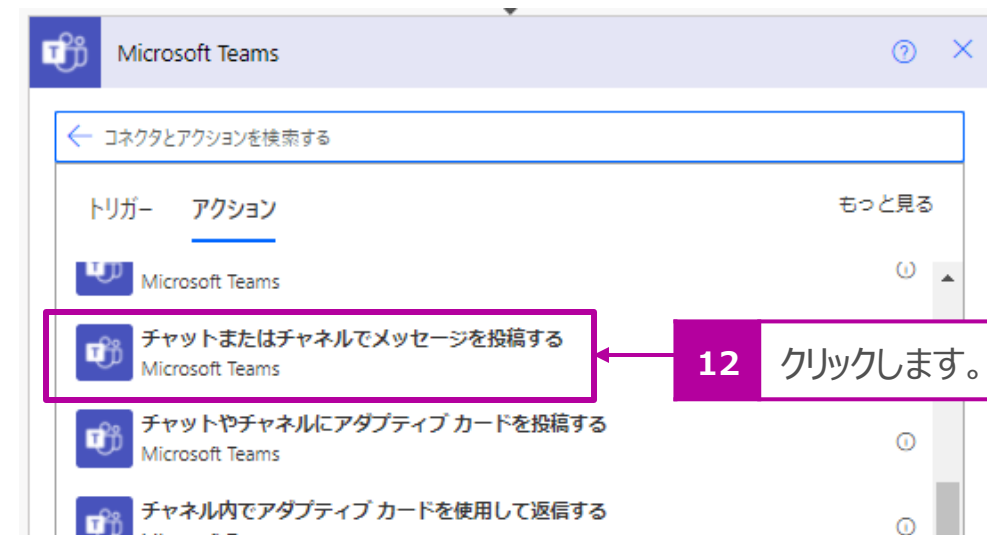 Microsoft Teams
コネクタとアクションを検索する
トリガー アクション もっと見る
Microsoft Teams
チャットまたはチャネルでメッセージを投稿する
Microsoft Teams
12 クリックします。
チャットやチャネルにアダプティブ カードを投稿する
Microsoft Teams
チャネル内でアダプティブ カードを使用して返信する